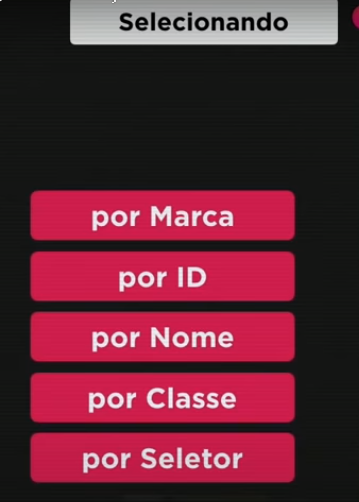 Selecionando
por Marca
por ID
por Nome
por Classe
por Seletor